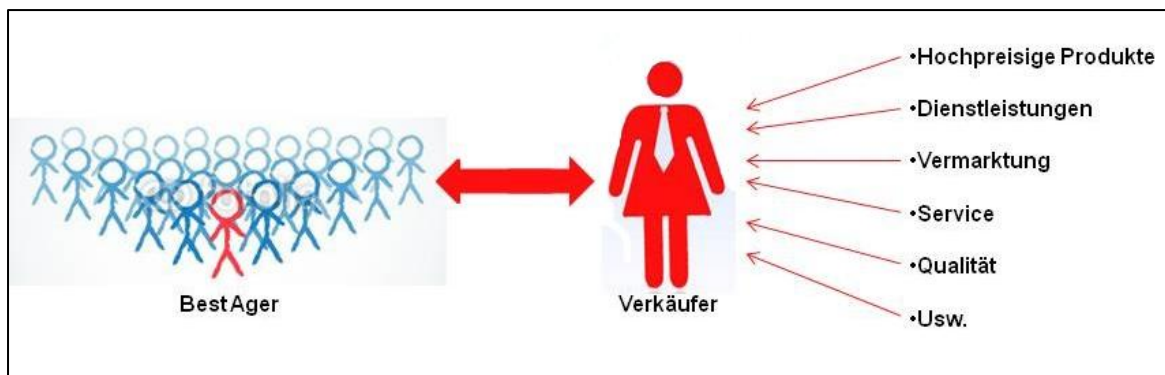 •Hochpreisige Produkte
•Dienstleistungen
•Vermarktung
•Service
•Qualität
•Usw.
Best Ager
Verkäufer